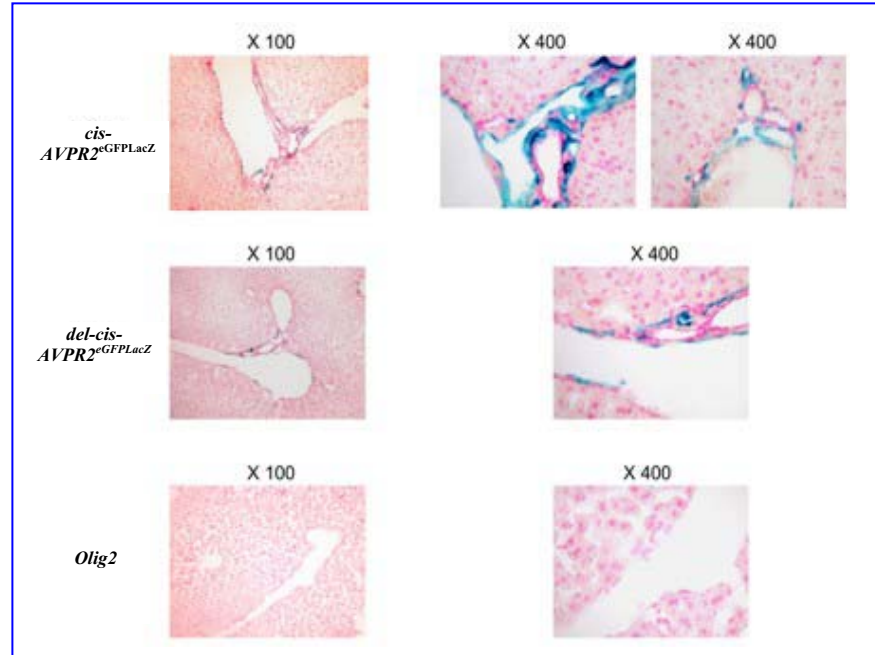 X 100
X 400
X 400
cis-
AVPR2eGFPLacZ
X 100
X 400
del-cis-
AVPR2eGFPLacZ
X 100
X 400
Olig2